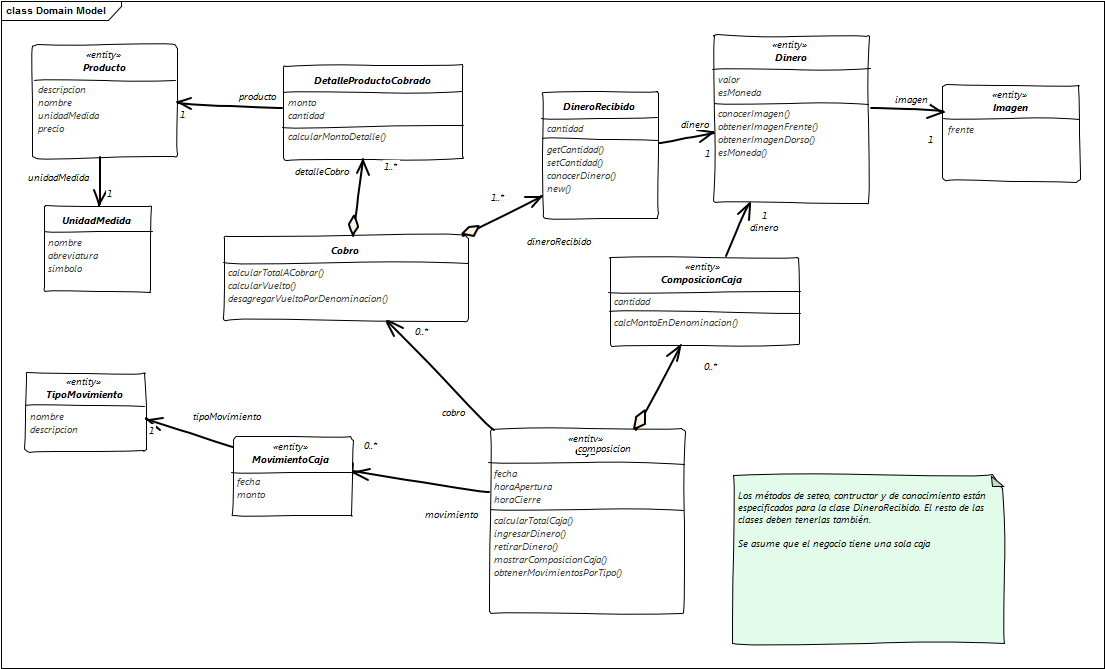 class Domain Model
«entity»
Producto
descripcion
nombre
unidadMedida
precio
producto
1
unidadMedida
1
UnidadMedida
nombre
abreviatura
simbolo
DetalleProductoCobrado
monto
cantidad
calcularMontoDetalle()
detalleCobro
1..*
DineroRecibido
cantidad
getCantidad()
setCantidad()
conocerDinero()
new()
dinero
1
1..*
dineroRecibido
«entity»
Dinero
valor
esMoneda
conocerImagen()
obtenerImagenFrente()
obtenerImagenDorso()
esMoneda()
imagen
1
«entity»
Imagen
frente
Cobro
calcularTotalACobrar()
calcularVuelto()
desagregarVueltoPorDenominacion()
0..*
cobro
1
dinero
«entity»
ComposicionCaja
cantidad
calcMontoEnDenominacion()
0..*
«entity»
TipoMovimiento
nombre
descripcion
tipoMovimiento
1
«entity»
MovimientoCaja
fecha
monto
0..*
movimiento
«entity»
composicion
fecha
horaApertura
horaCierre
calcularTotalCaja()
ingresarDinero()
retirarDinero()
mostrarComposicionCaja()
obtenerMovimientosPorTipo()
Los métodos de seteo, contructor y de conocimiento están
especificados para la clase DineroRecibido. El resto de las
clases deben tenerlas también.
Se asume que el negocio tiene una sola caja